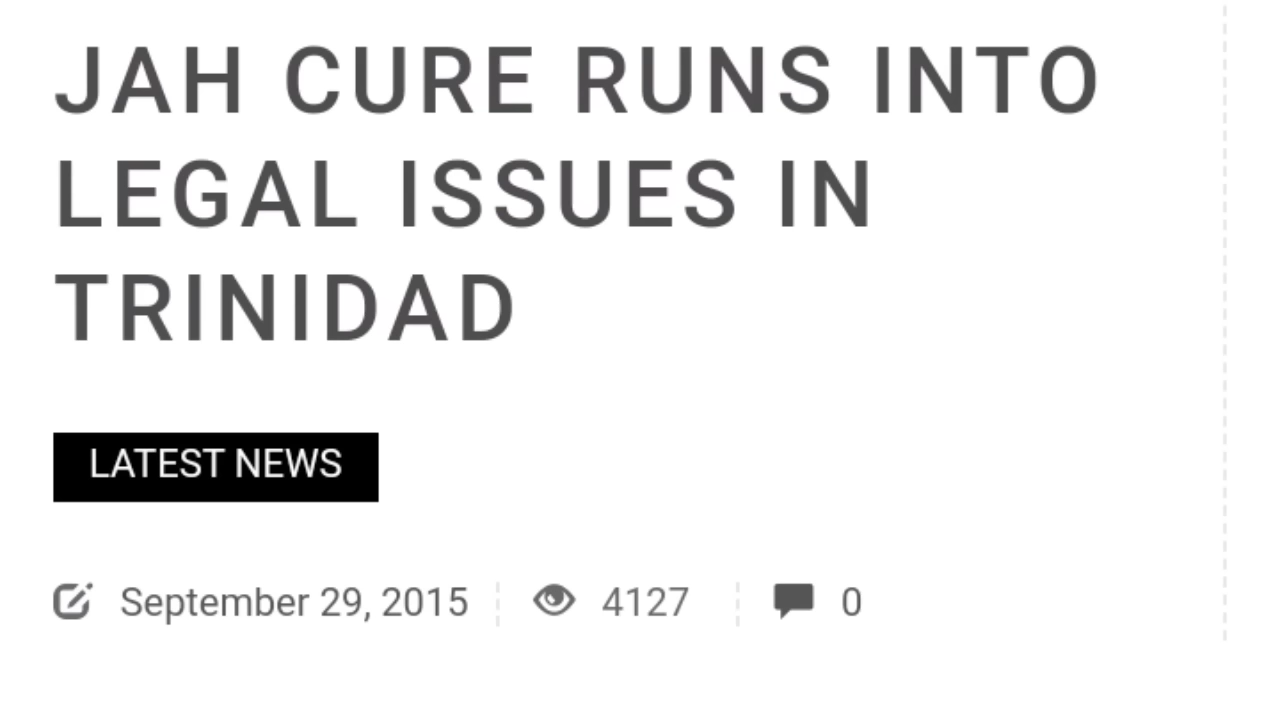 JAH CURE RUNS INTO
LEGAL ISSUES IN
TRINIDAD
LATEST NEWS
September 29, 2015 4127 0